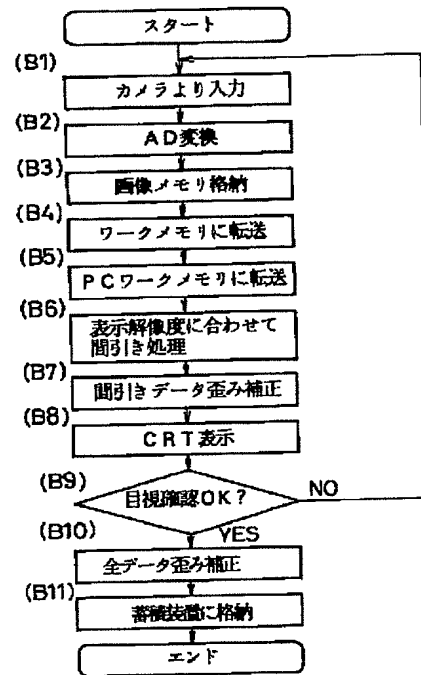 スタート
(B1)
カメラより入力
(B2)
AD変換
(B3)
画像メモリ格納
(B4)
ワークメモリに転送
(B5)
PCワークメモリに転送
(B6)
表示解像度に合わせて
間引き処理
(B7)
間引きデータ歪み補正
(B8)
CRT表示
(B9)
目視確認OK?
NO
(B10)
YES
全データ歪み補正
(B11)
蓄積装置に格納
エンド